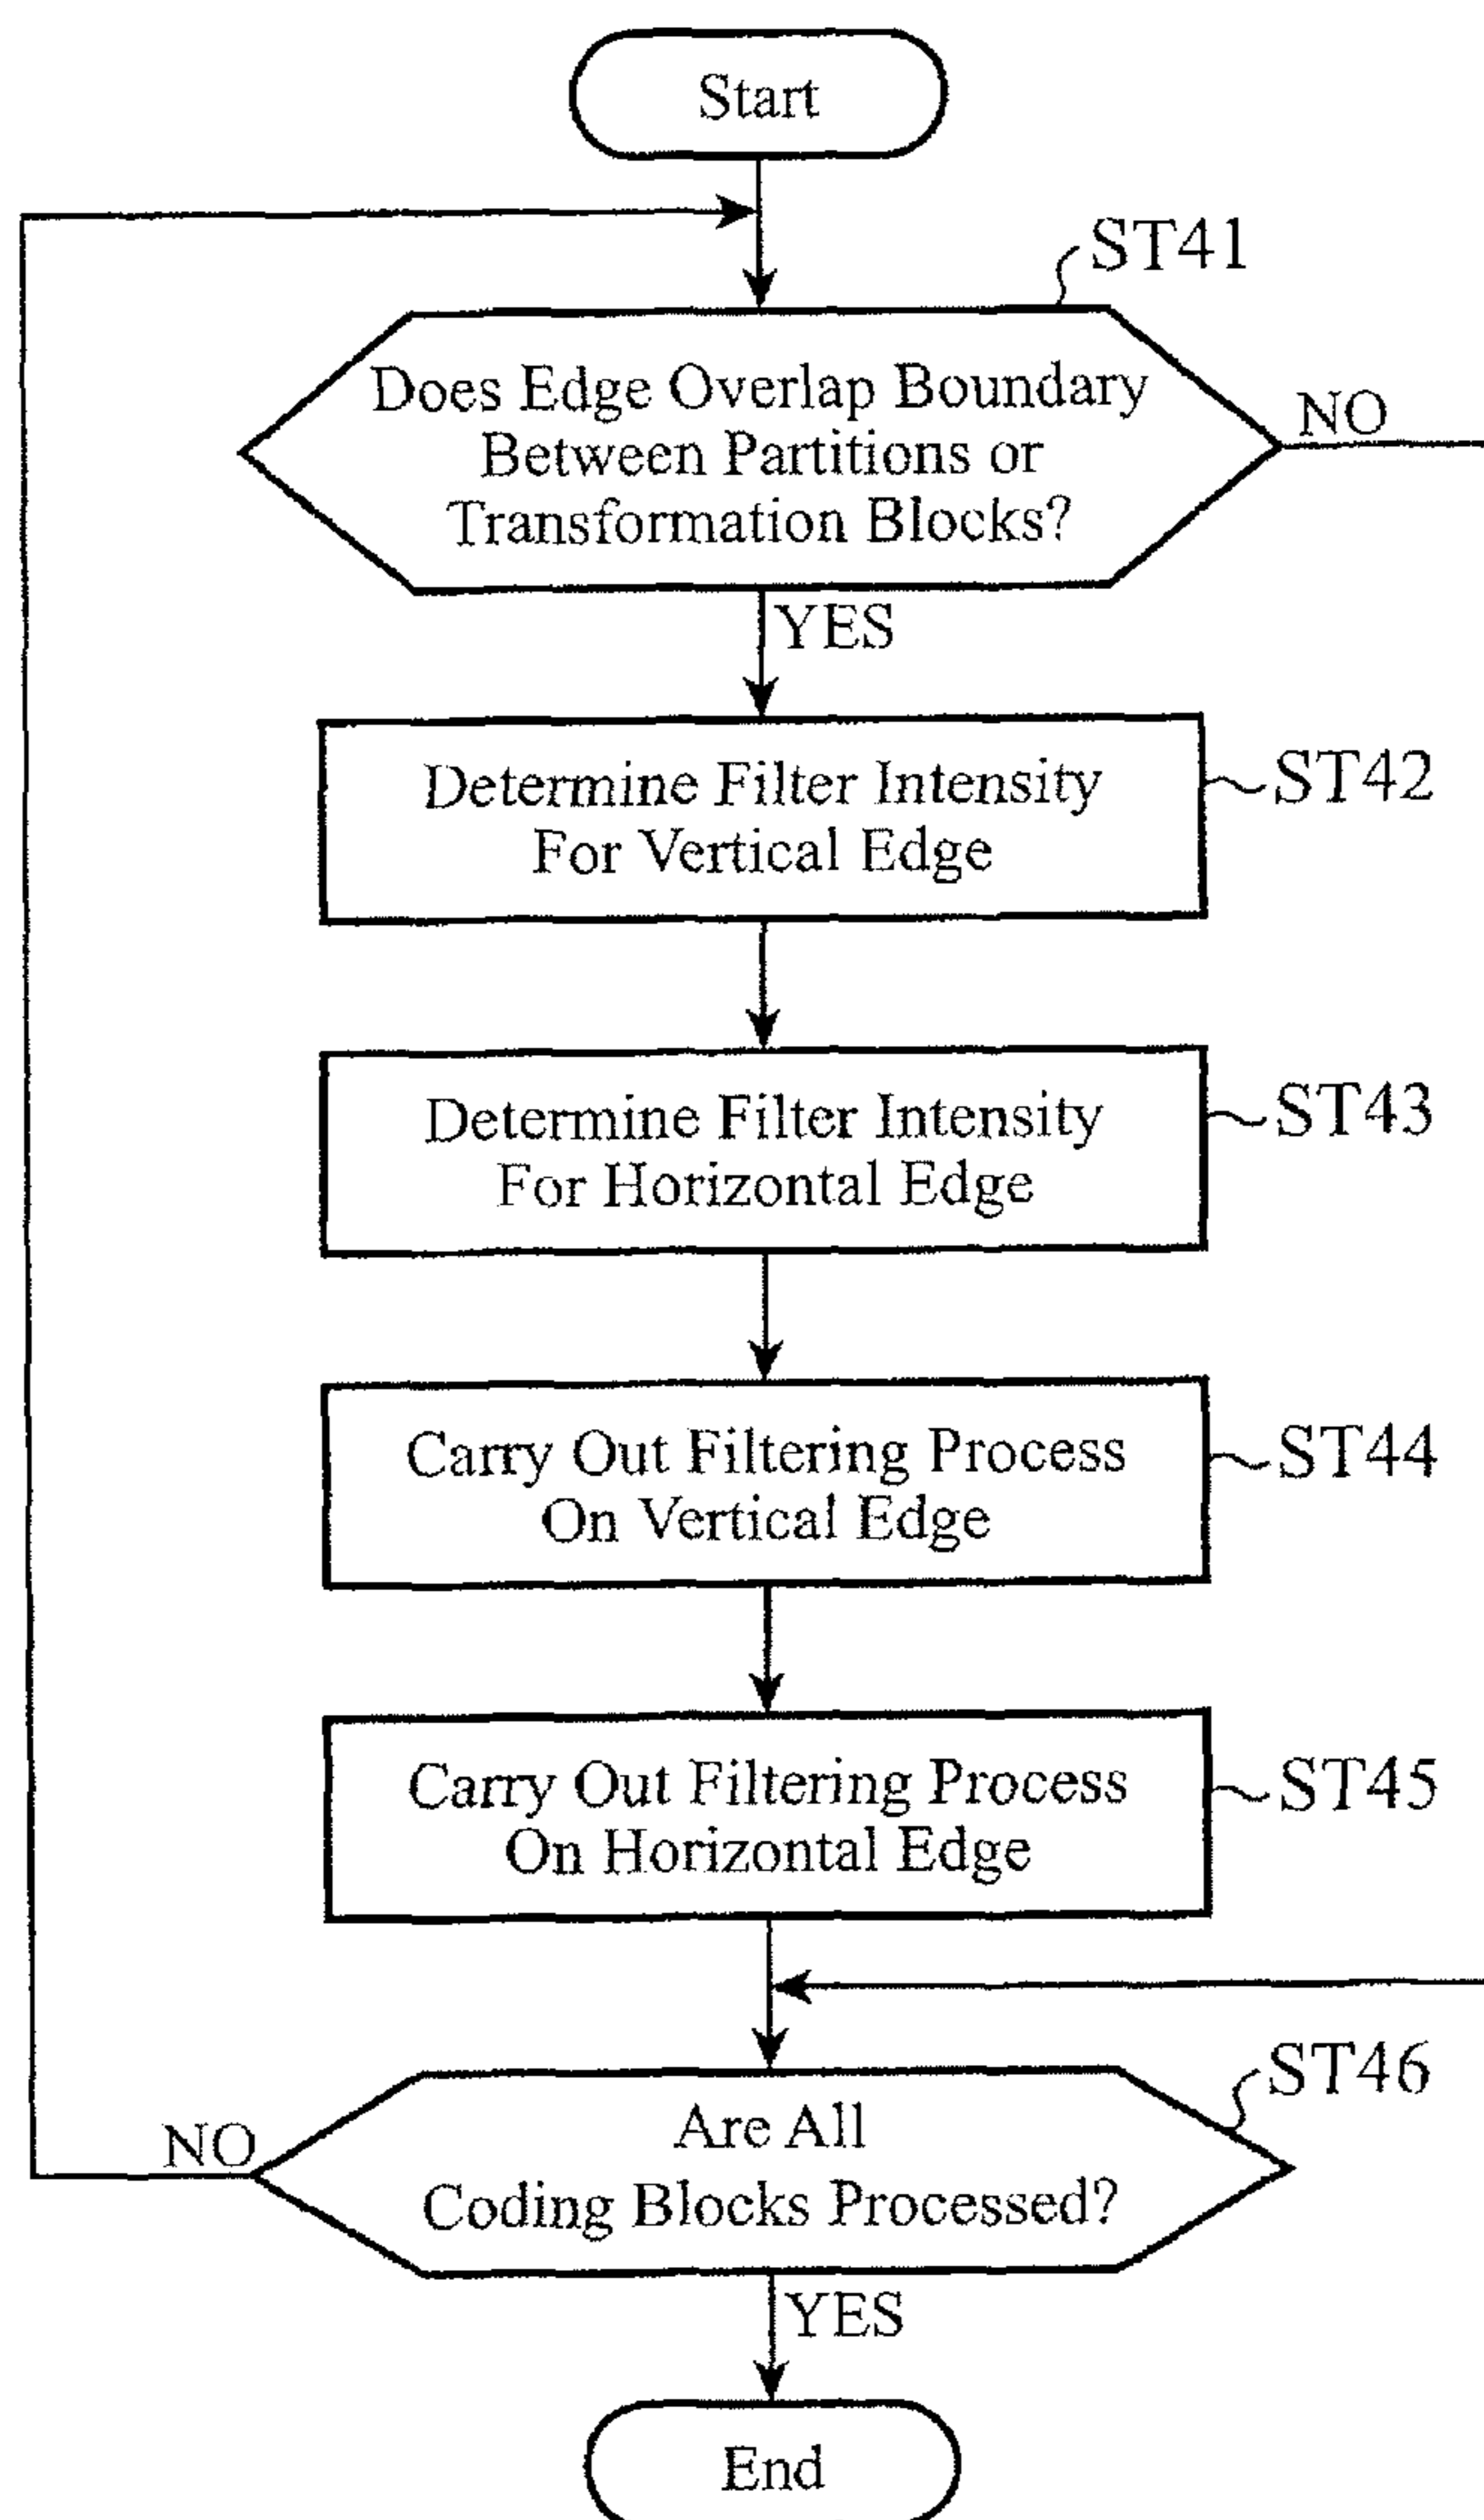 Start
ST41
Does Edge Overlap Boundary
Between Partitions or
Transformation Blocks?
NO
YES
Determine Filter Intensity
For Vertical Edge
ST42
Determine Filter Intensity
For Horizontal Edge
ST43
Carry Out Filtering Process
On Vertical Edge
ST44
Carry Out Filtering Process
On Horizontal Edge
ST45
ST46
Are All
Coding Blocks Processed?
NO
YES
End